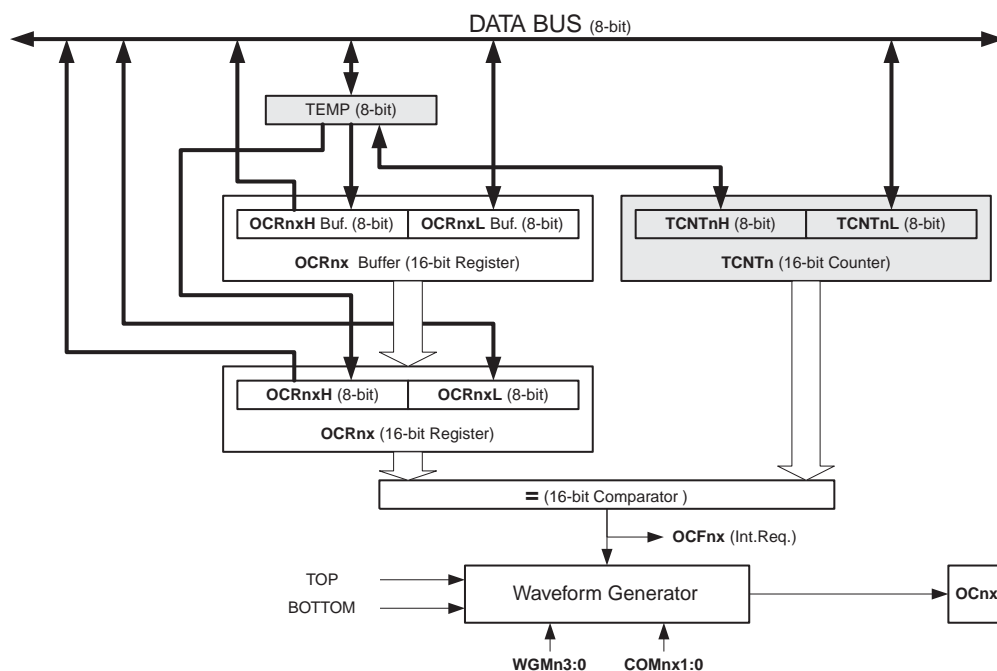 DATA BUS (8-bit)
TEMP (8-bit)
OCRnxH Buf. (8-bit)
OCRnxL Buf. (8-bit)
TCNTnH (8-bit)
TCNTnL (8-bit)
OCRnx Buffer (16-bit Register)
TCNTn (16-bit Counter)
OCRnxH (8-bit)
OCRnxL (8-bit)
OCRnx (16-bit Register)
= (16-bit Comparator )
OCFnx (Int.Req.)
TOP
BOTTOM
Waveform Generator
OCnx
WGMn3:0
COMnx1:0